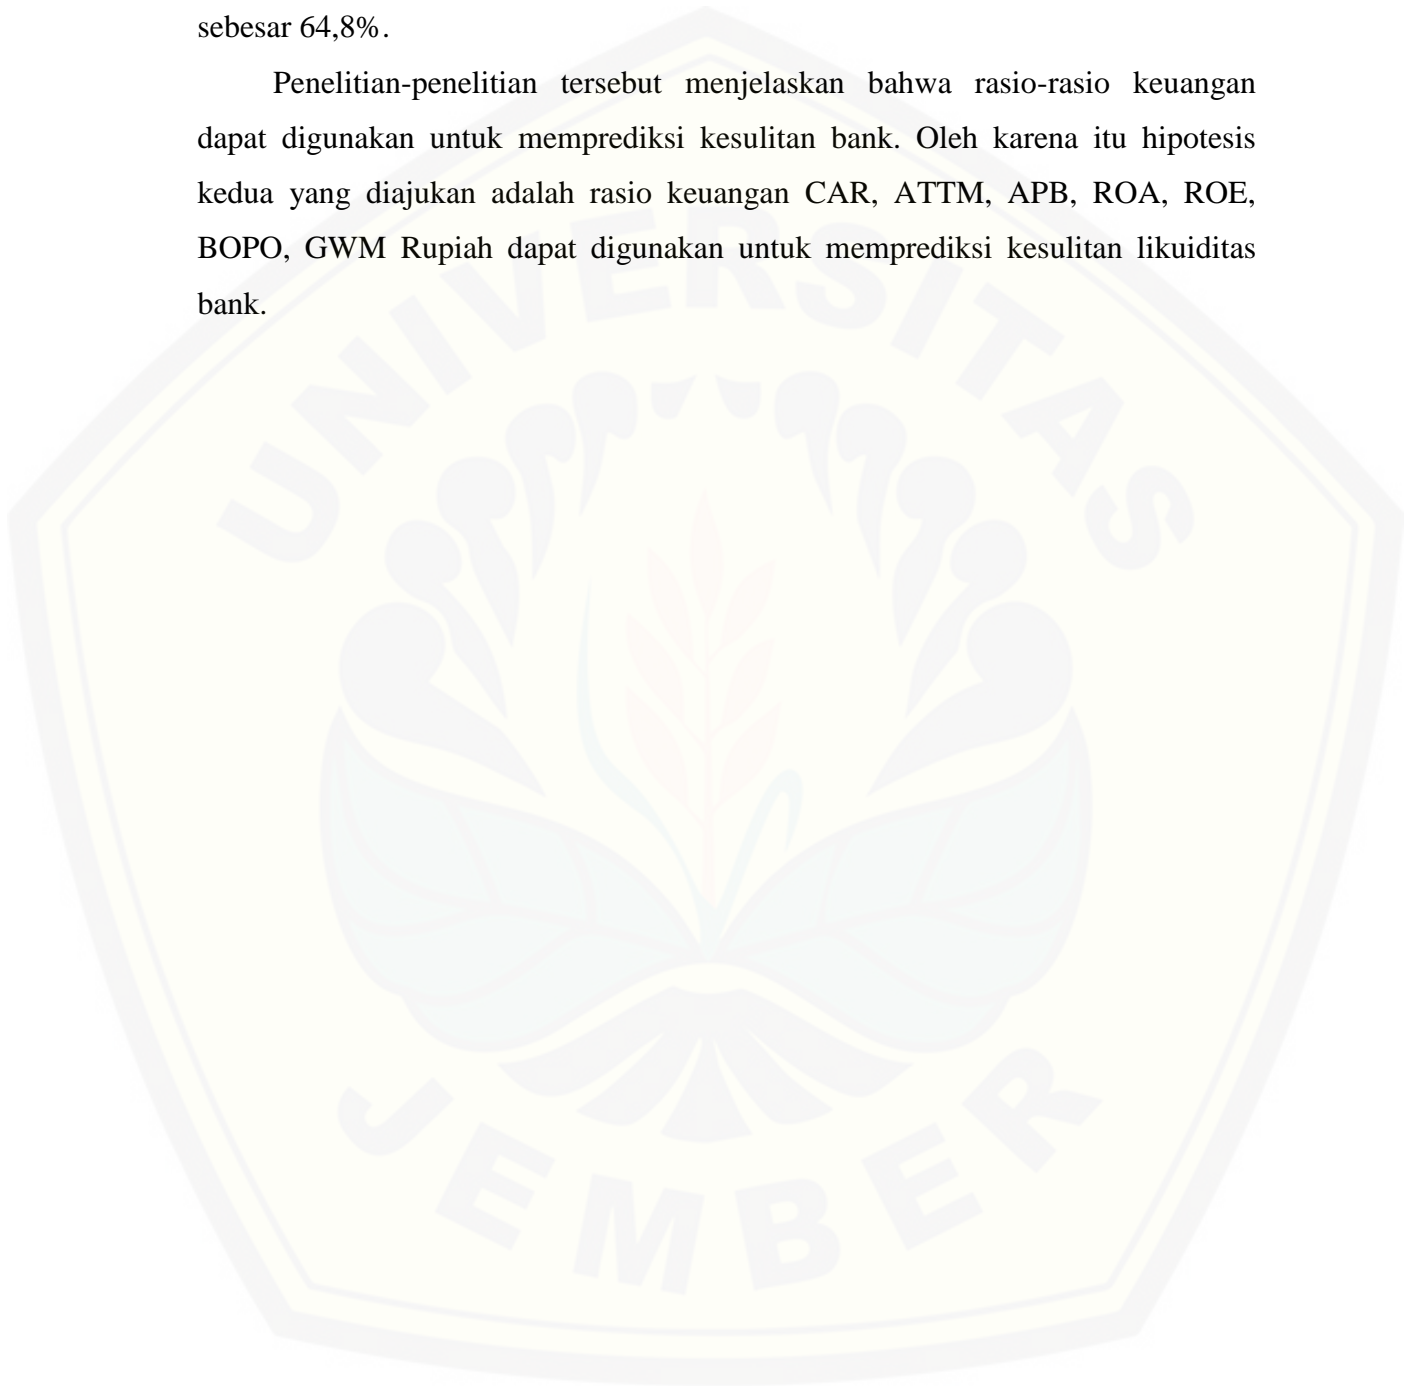 sebesar 64,8%.
Penelitian-penelitian tersebut menjelaskan bahwa rasio-rasio keuangan
dapat digunakan untuk memprediksi kesulitan bank. Oleh karena itu hipotesis
kedua yang diajukan adalah rasio keuangan CAR, ATTM, APB, ROA, ROE,
BOPO, GWM Rupiah dapat digunakan untuk memprediksi kesulitan likuiditas
bank.
UNIVERSITAS
JEMBER